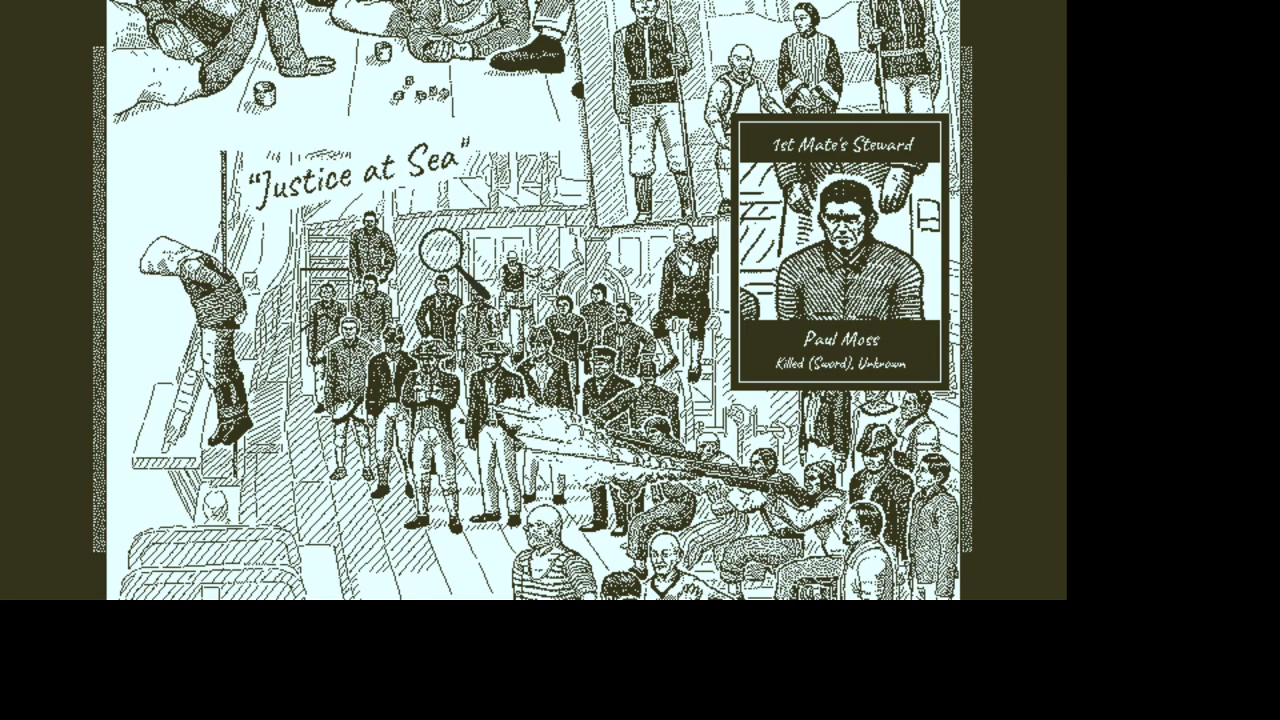 "Justice at Sea"
1st Mate's Steward
Paul Moss
Killed (Sword), Unknown